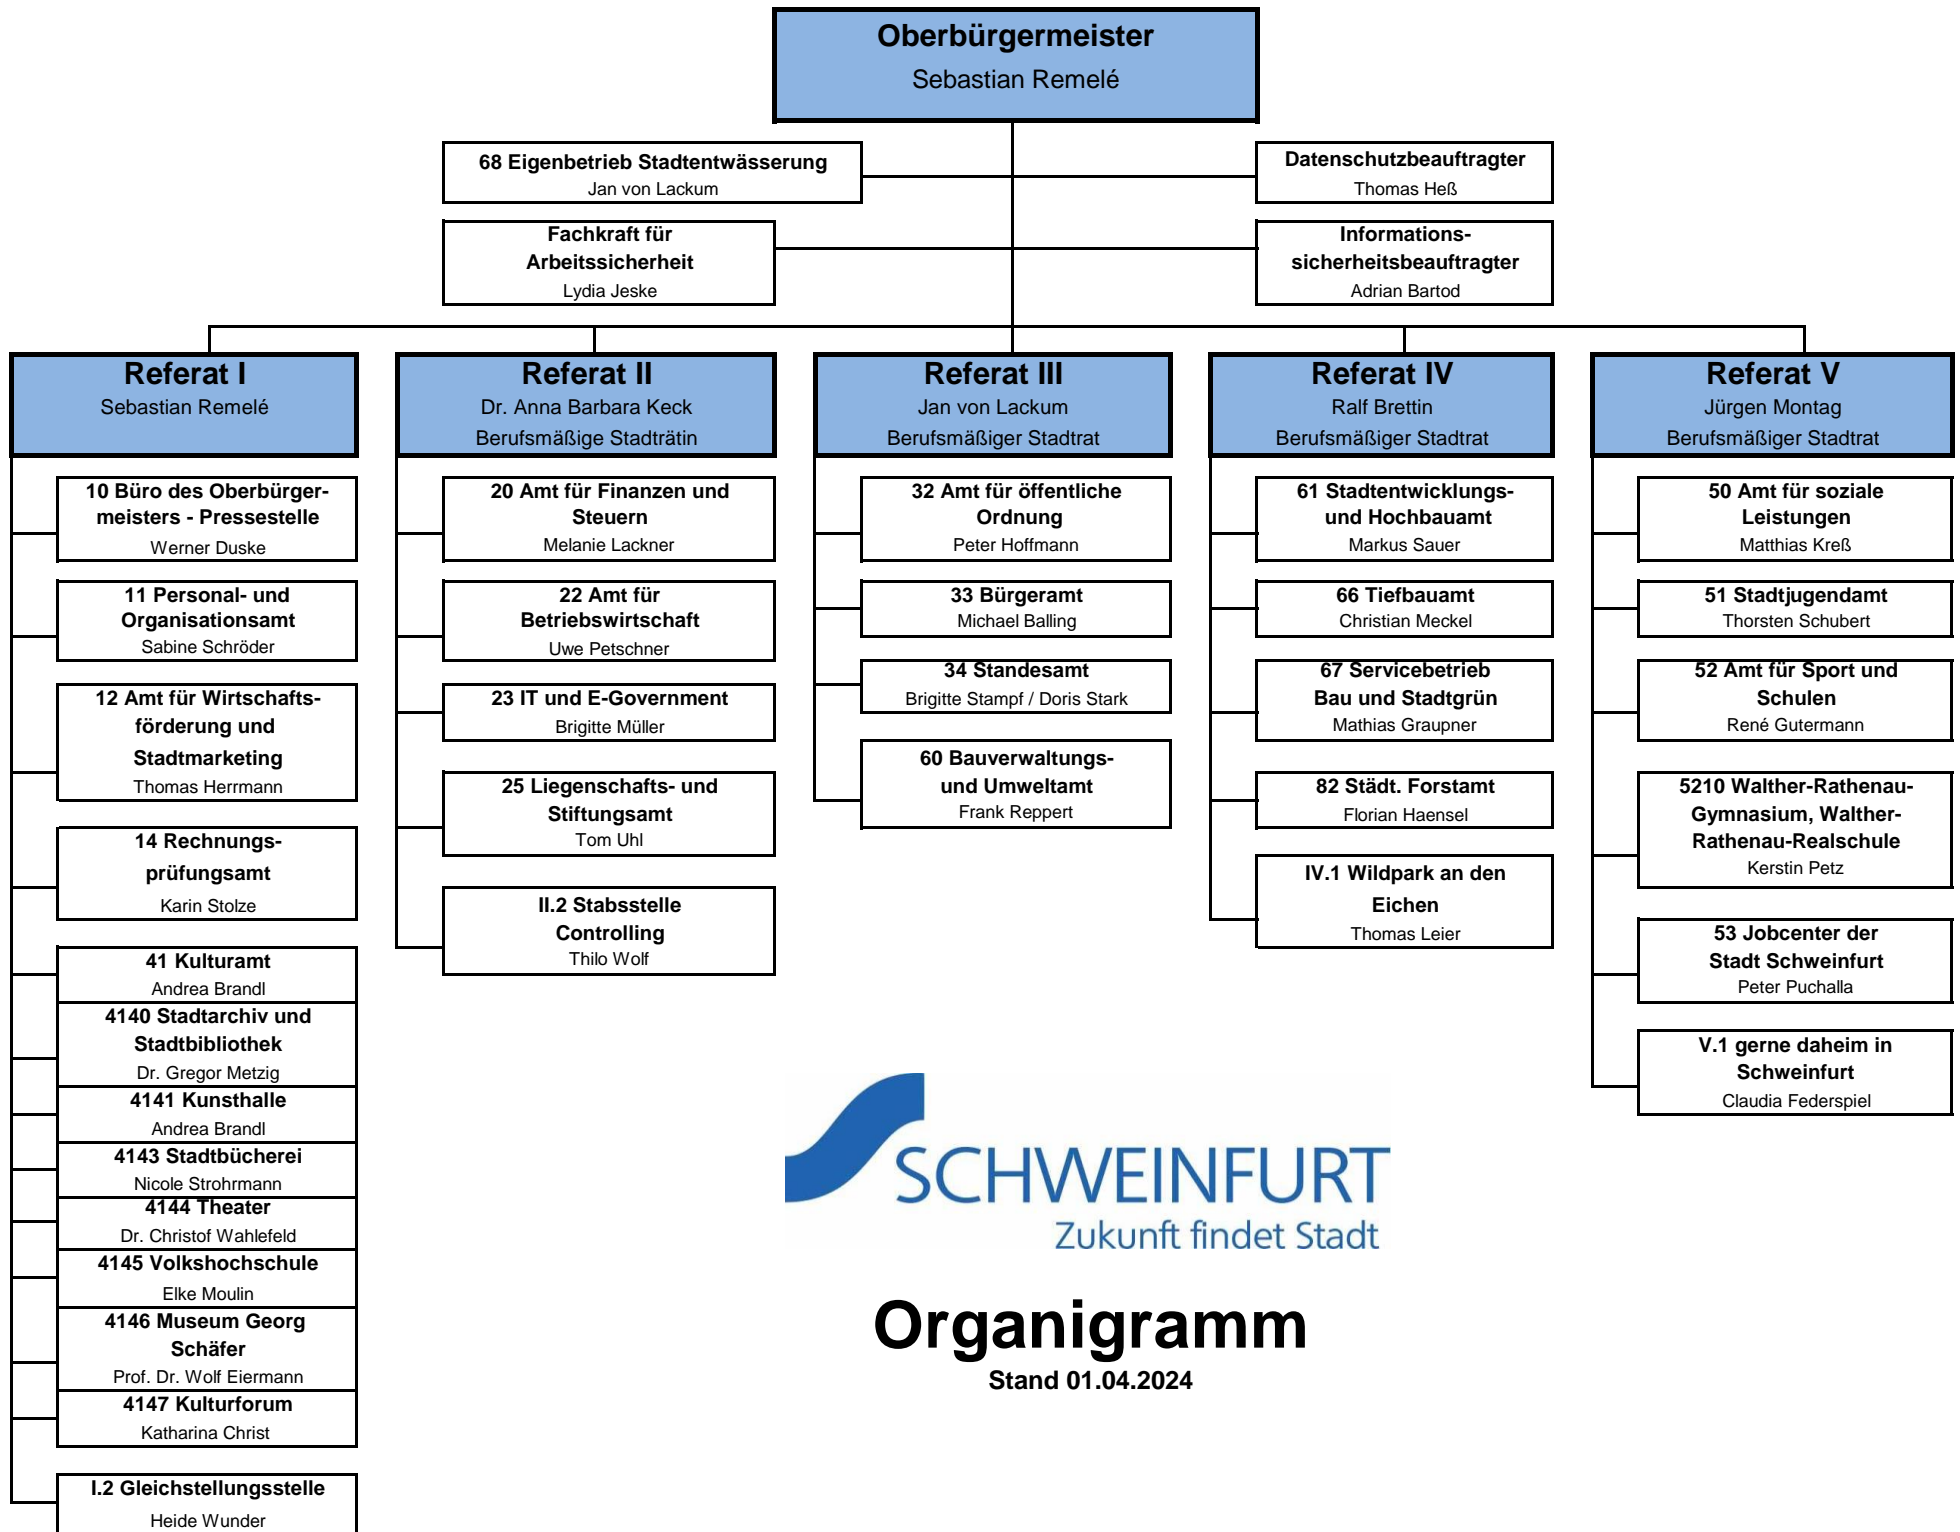 Oberbürgermeister
Sebastian Remelé
68 Eigenbetrieb Stadtentwässerung
Jan von Lackum
Datenschutzbeauftragter
Thomas Heß
Fachkraft für
Arbeitssicherheit
Lydia Jeske
Informations-
sicherheitsbeauftragter
Adrian Bartod
Referat I
Sebastian Remelé
10 Büro des Oberbürger-
meisters - Pressestelle
Werner Duske
11 Personal- und
Organisationsamt
Sabine Schröder
12 Amt für Wirtschafts-
förderung und
Stadtmarketing
Thomas Herrmann
14 Rechnungs-
prüfungsamt
Karin Stolze
41 Kulturamt
Andrea Brandl
4140 Stadtarchiv und
Stadtbibliothek
Dr. Gregor Metzig
4141 Kunsthalle
Andrea Brandl
4143 Stadtbücherei
Nicole Strohrmann
4144 Theater
Dr. Christof Wahlefeld
4145 Volkshochschule
Elke Moulin
4146 Museum Georg
Schäfer
Prof. Dr. Wolf Eiermann
4147 Kulturforum
Katharina Christ
I.2 Gleichstellungsstelle
Heide Wunder
Referat II
Dr. Anna Barbara Keck
Berufsmäßige Stadträtin
20 Amt für Finanzen und
Steuern
Melanie Lackner
22 Amt für
Betriebswirtschaft
Uwe Petschner
23 IT und E-Government
Brigitte Müller
25 Liegenschafts- und
Stiftungsamt
Tom Uhl
II.2 Stabsstelle
Controlling
Thilo Wolf
Referat III
Jan von Lackum
Berufsmäßiger Stadtrat
32 Amt für öffentliche
Ordnung
Peter Hoffmann
33 Bürgeramt
Michael Balling
34 Standesamt
Brigitte Stampf / Doris Stark
60 Bauverwaltungs-
und Umweltamt
Frank Reppert
Referat IV
Ralf Brettin
Berufsmäßiger Stadtrat
61 Stadtentwicklungs-
und Hochbauamt
Markus Sauer
66 Tiefbauamt
Christian Meckel
67 Servicebetrieb
Bau und Stadtgrün
Mathias Graupner
82 Städt. Forstamt
Florian Haensel
IV.1 Wildpark an den
Eichen
Thomas Leier
Referat V
Jürgen Montag
Berufsmäßiger Stadtrat
50 Amt für soziale
Leistungen
Matthias Kreß
51 Stadtjugendamt
Thorsten Schubert
52 Amt für Sport und
Schulen
René Gutermann
5210 Walther-Rathenau-
Gymnasium, Walther-
Rathenau-Realschule
Kerstin Petz
53 Jobcenter der
Stadt Schweinfurt
Peter Puchalla
V.1 gerne daheim in
Schweinfurt
Claudia Federspiel
SCHWEINFURT
Zukunft findet Stadt
Organigramm
Stand 01.04.2024